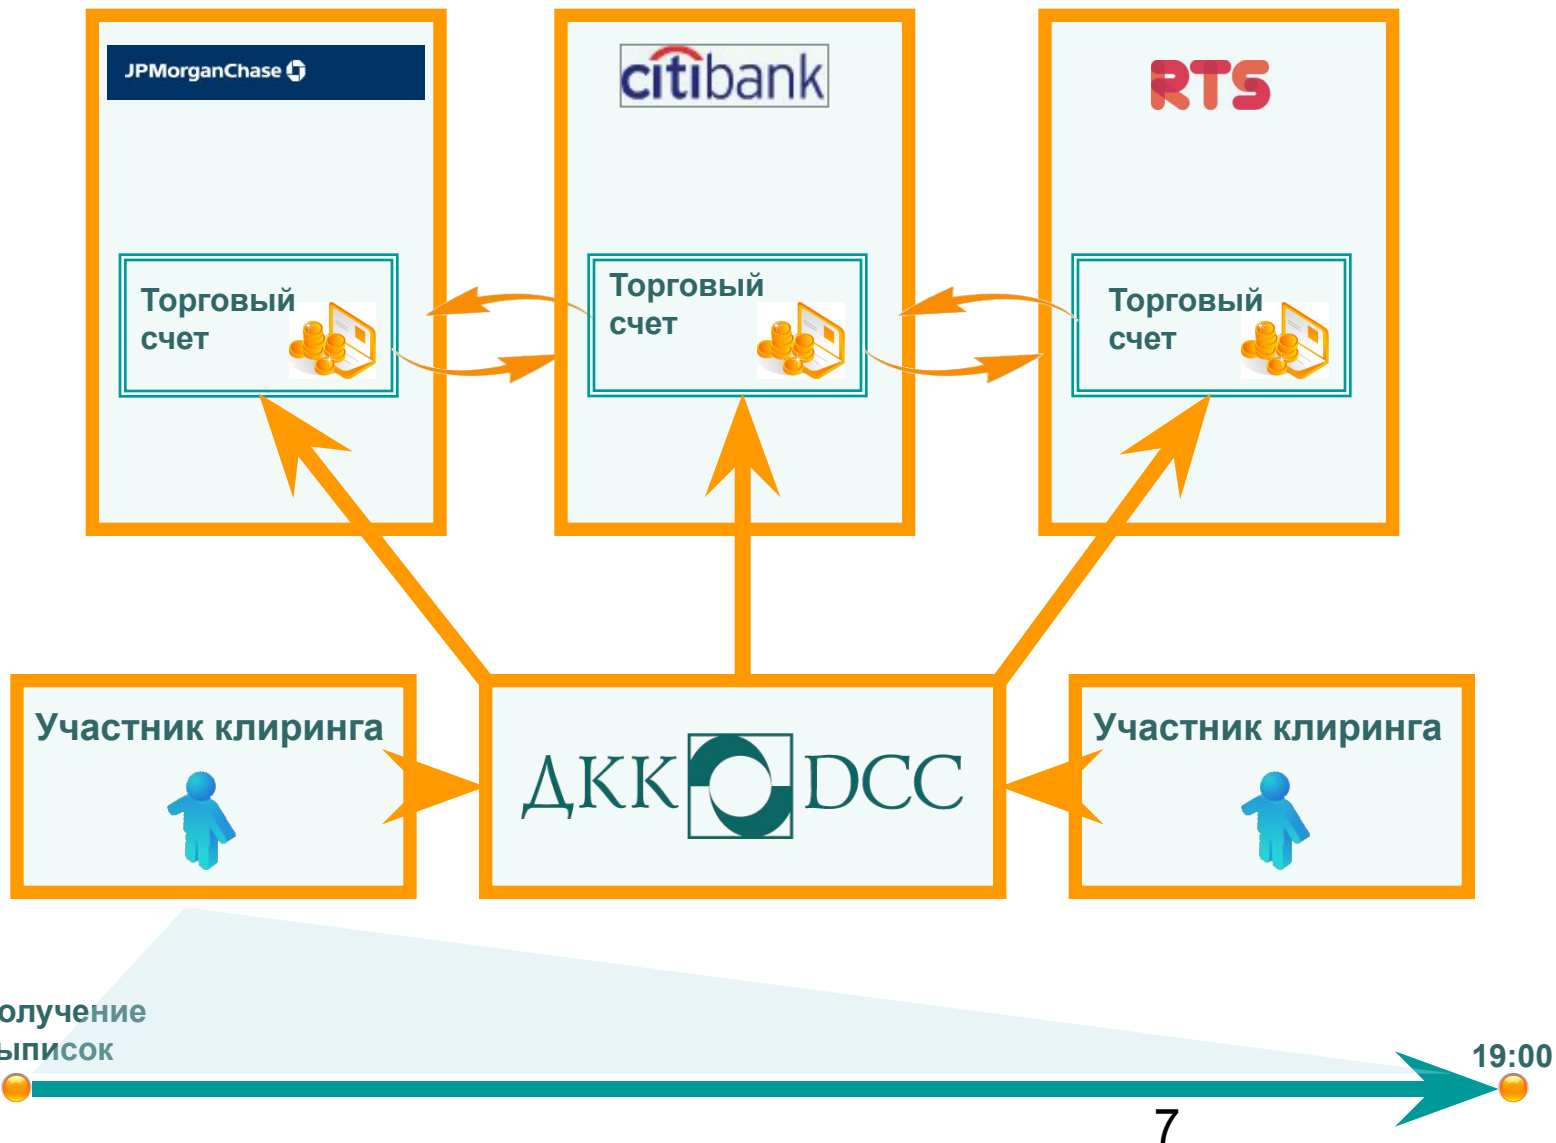 JPMorganChase
citibank
RTS
Торговый
счет
Торговый
счет
Торговый
счет
Участник клиринга
ДКК DCC
Участник клиринга
олучение
ыписок
19:00
7